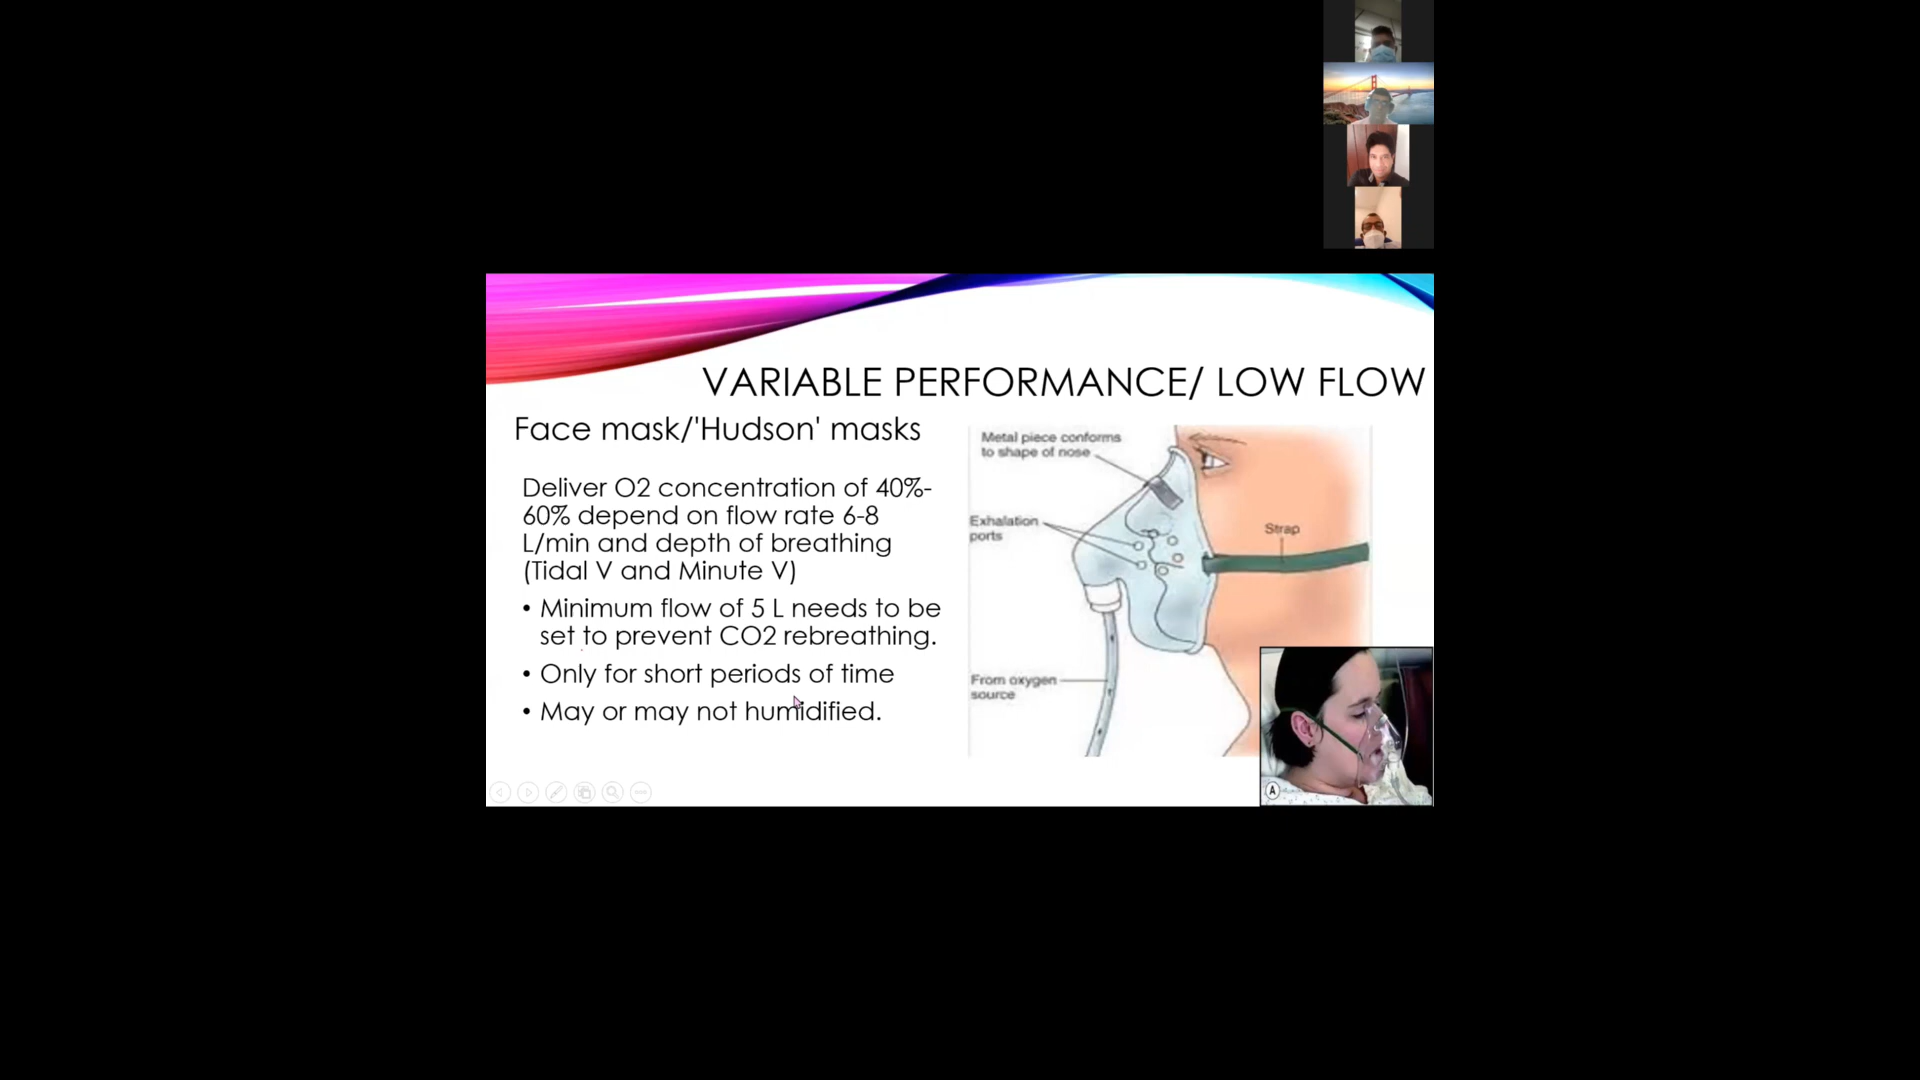 VARIABLE PERFORMANCE/ LOW FLOW
Face mask/'Hudson' masks
Deliver O2 concentration of 40%-
60% depend on flow rate 6-8
L/min and depth of breathing
(Tidal V and Minute V)
• Minimum flow of 5 L needs to be
set to prevent CO2 rebreathing.
• Only for short periods of time
• May or may not humidified.
Metal piece conforms
to shape of nose
Exhalation
ports
Strap
From oxygen
source
A